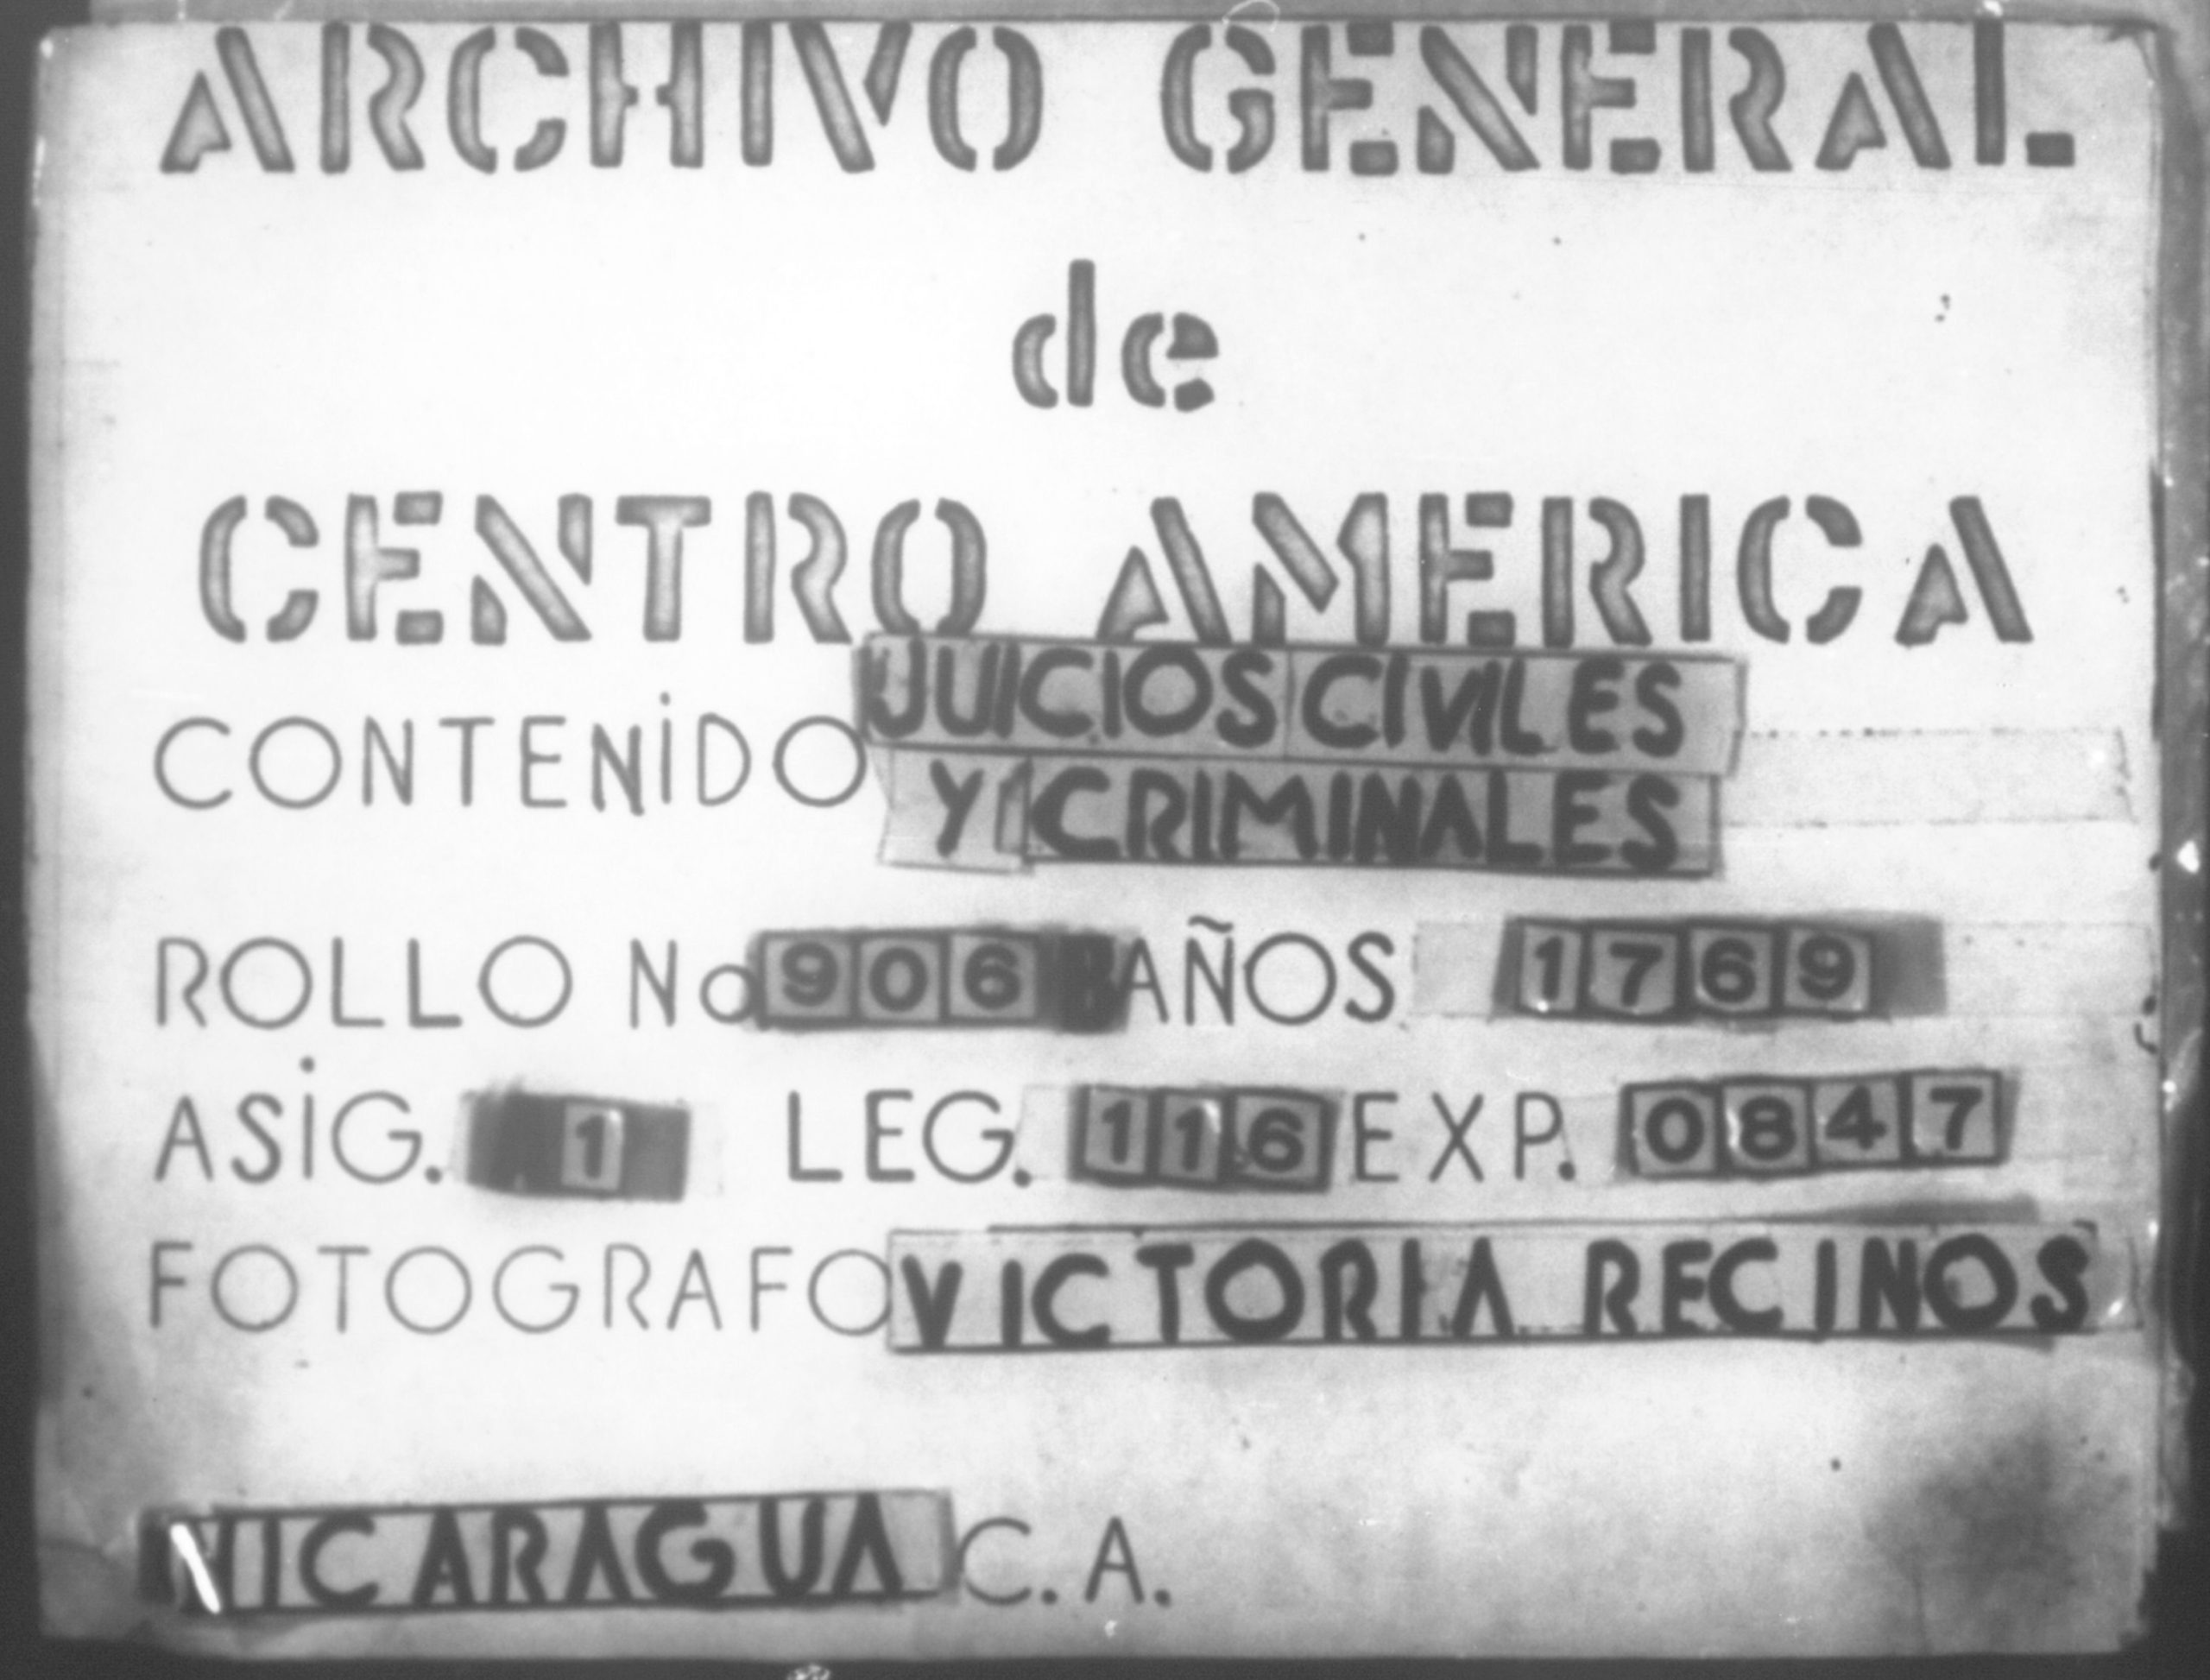 ARCHIVO GENERAL
de
CENTRO AMERICA
CONTENIDO JUICIOS CIVILES
Y CRIMINALES
ROLLO No 906 AÑOS 1769
ASIG. 1 LEG. 116 EXP. 0847
FOTOGRAFO VICTORIA RECINOS
NICARAGUA C.A.